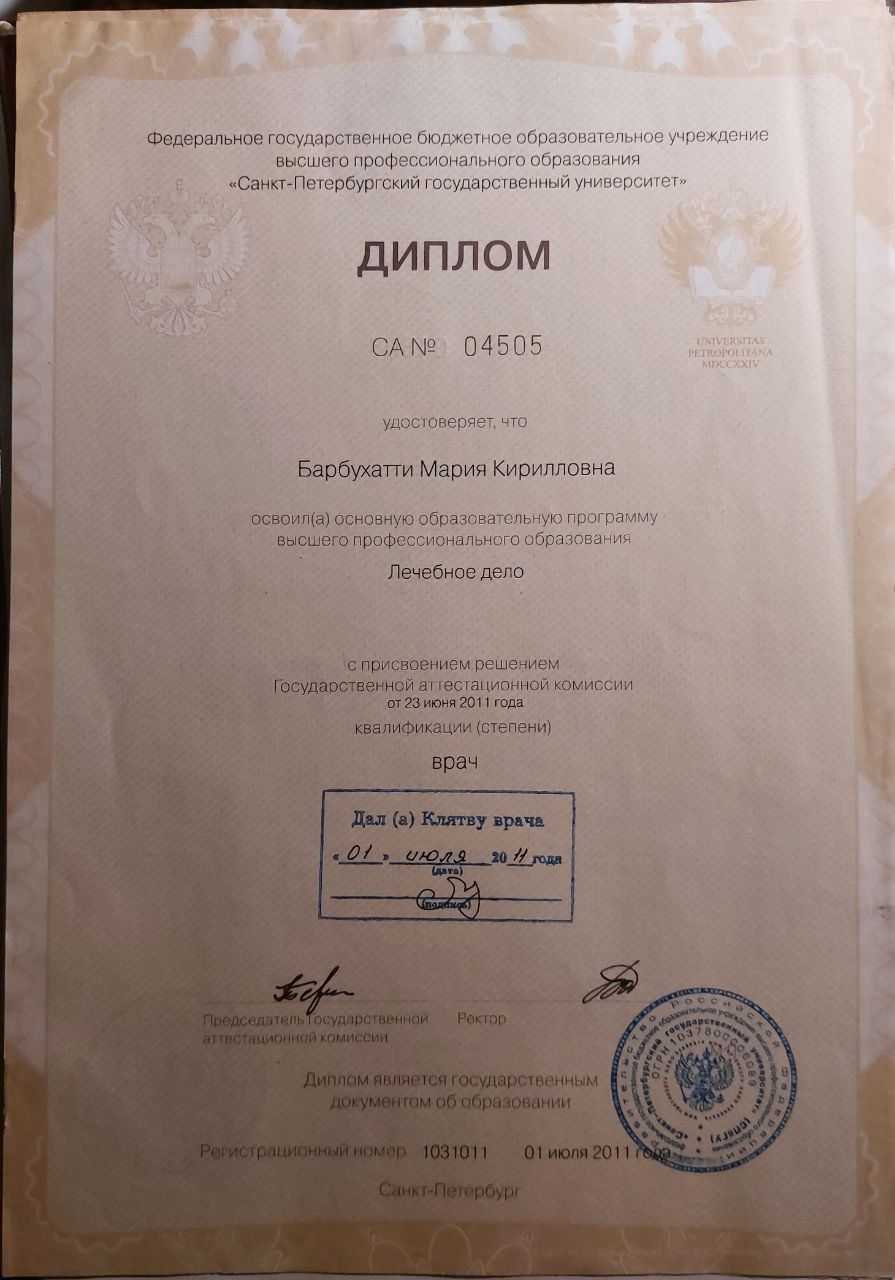 Федеральное государственное бюджетное образовательное учреждение
высшего профессионального образования
«Санкт-Петербургский государственный университет»
ДИПЛОМ
СА № 04505
UNIVERSITAS
PETROPOLITANA
MDCCXXIV
удостоверяет, что
Барбухатти Мария Кирилловна
освоил(а) основную образовательную программу
высшего профессионального образования
Лечебное дело
с присвоением решением
Государственной аттестационной комиссии
от 23 июня 2011 года
квалификации (степени)
врач
Дал (а) Клятву врача
« 01 » июля 2011 года
(дата)
(подпись)
Председатель Государственной
аттестационной комиссии
Ректор
Диплом является государственным
документом об образовании
Регистрационный номер 1031011 01 июля 2011 года
Санкт-Петербург